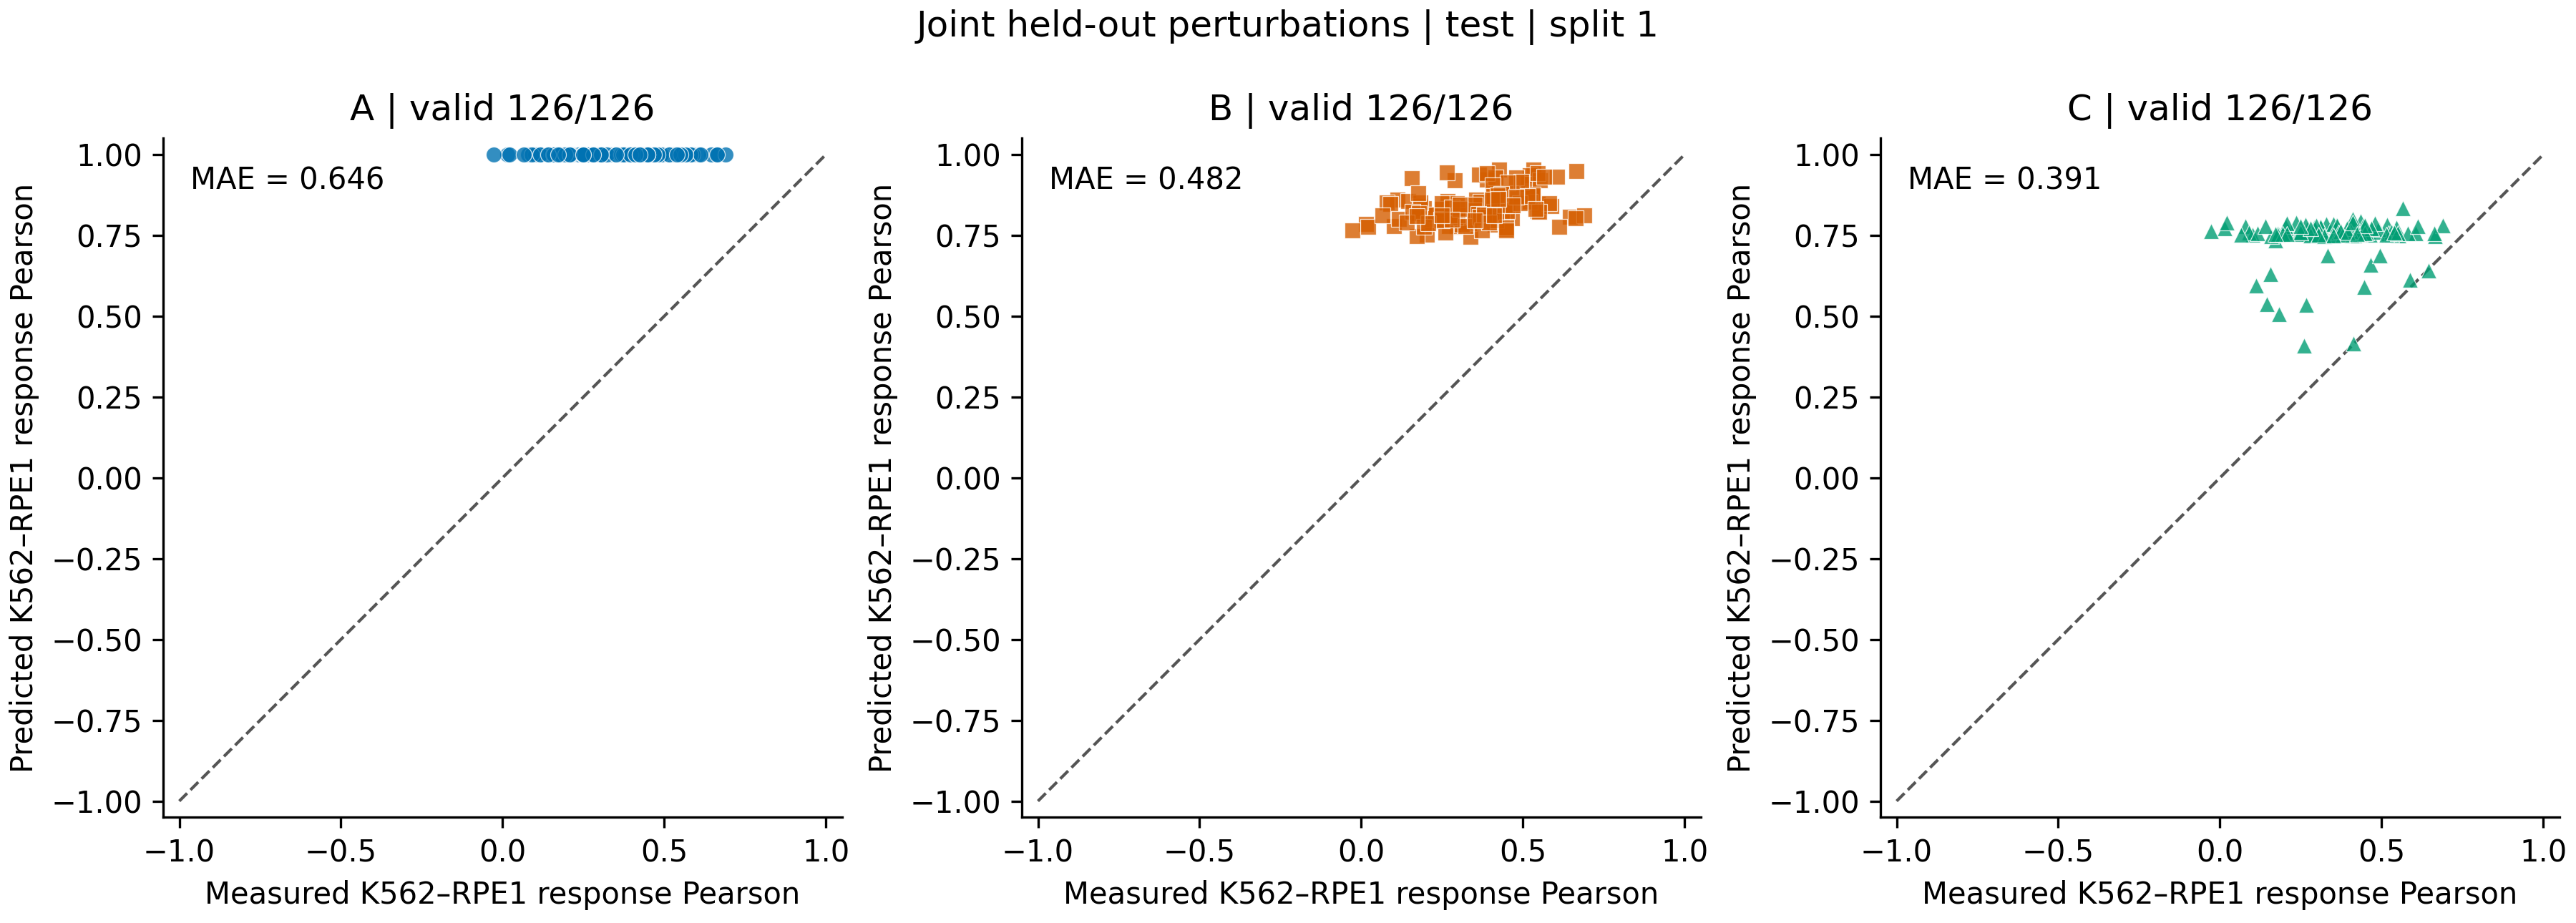 Joint held-out perturbations | test | split 1
A | valid 126/126
MAE = 0.646
Predicted K562–RPE1 response Pearson
1.00
0.75
0.50
0.25
0.00
−0.25
−0.50
−0.75
−1.00
−1.0 −0.5 0.0 0.5 1.0
Measured K562–RPE1 response Pearson
B | valid 126/126
MAE = 0.482
Predicted K562–RPE1 response Pearson
1.00
0.75
0.50
0.25
0.00
−0.25
−0.50
−0.75
−1.00
−1.0 −0.5 0.0 0.5 1.0
Measured K562–RPE1 response Pearson
C | valid 126/126
MAE = 0.391
Predicted K562–RPE1 response Pearson
1.00
0.75
0.50
0.25
0.00
−0.25
−0.50
−0.75
−1.00
−1.0 −0.5 0.0 0.5 1.0
Measured K562–RPE1 response Pearson